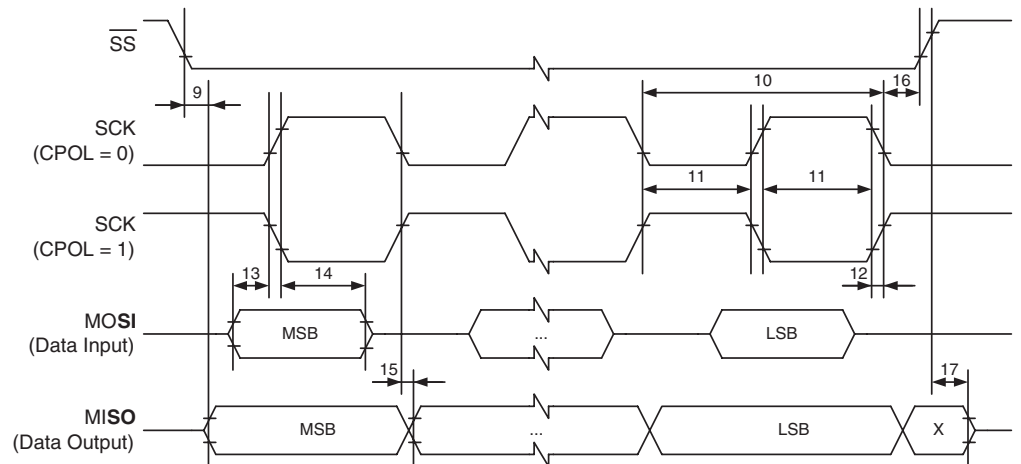 SS
9
10
16
SCK
(CPOL = 0)
11
11
SCK
(CPOL = 1)
13
14
12
MOSI
(Data Input)
MSB
...
LSB
15
17
MISO
(Data Output)
MSB
...
LSB
X